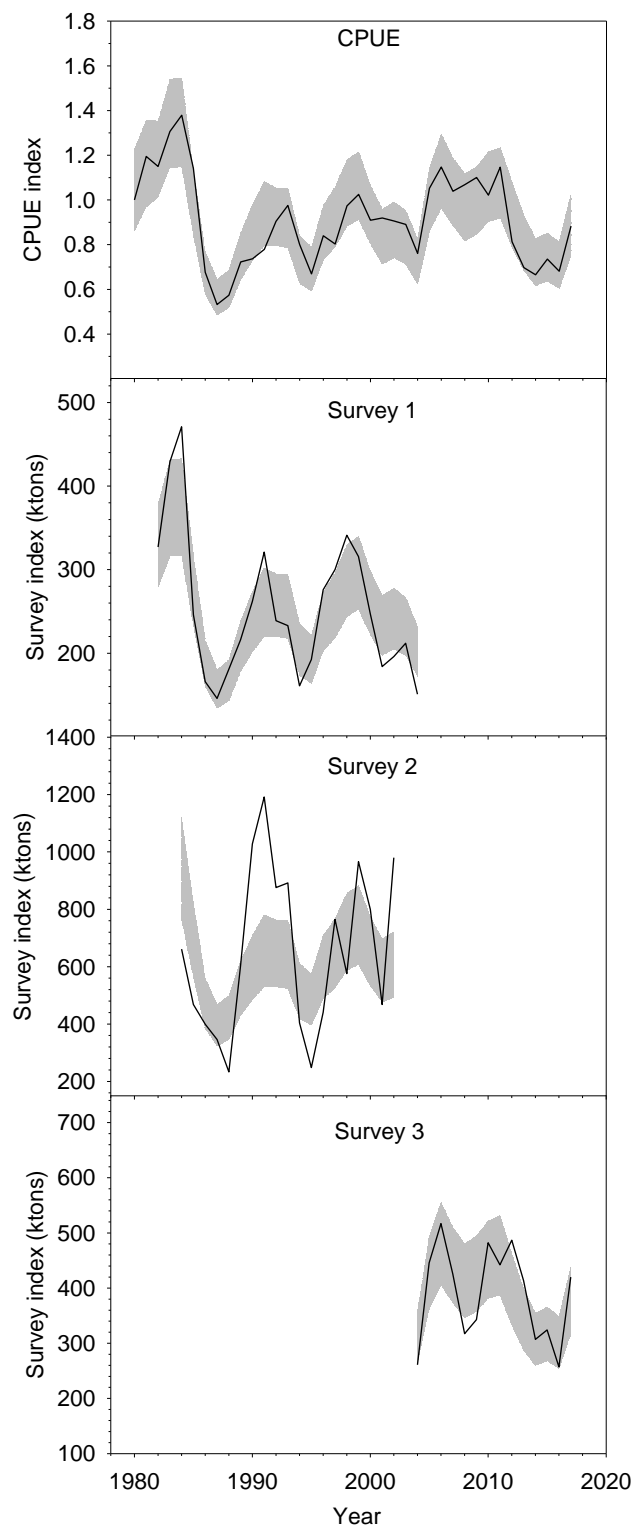 CPUE
1.8
1.6
1.4
1.2
1.0
0.8
0.6
0.4
CPUE index
Survey 1
500
400
300
200
Survey index (ktons)
Survey 2
1400
1200
1000
800
600
400
200
Survey index (ktons)
Survey 3
700
600
500
400
300
200
100
Survey index (ktons)
1980 1990 2000 2010 2020
Year